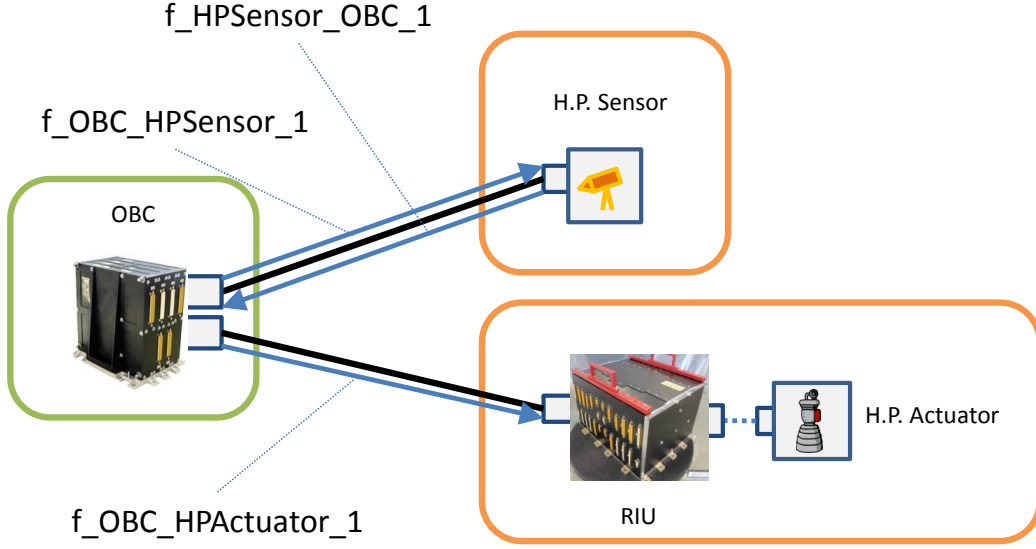 f_HPSensor_OBC_1
f_OBC_HPSensor_1
H.P. Sensor
OBC
H.P. Actuator
RIU
f_OBC_HPActuator_1